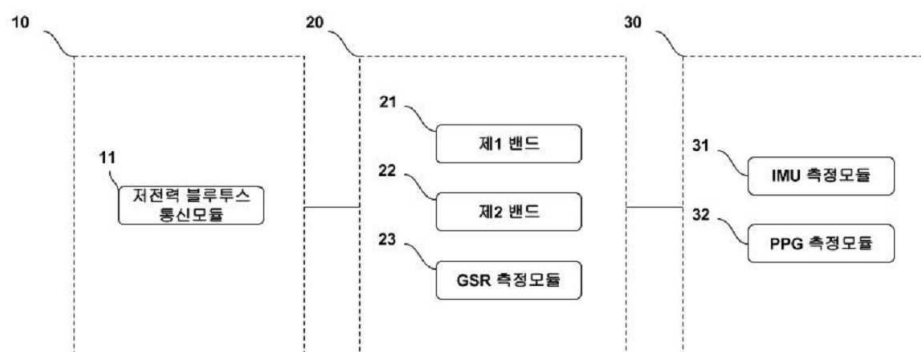 10
20
30
21
제1 밴드
11
저전력 블루투스
통신모듈
22
제2 밴드
23
GSR 측정모듈
31
IMU 측정모듈
32
PPG 측정모듈